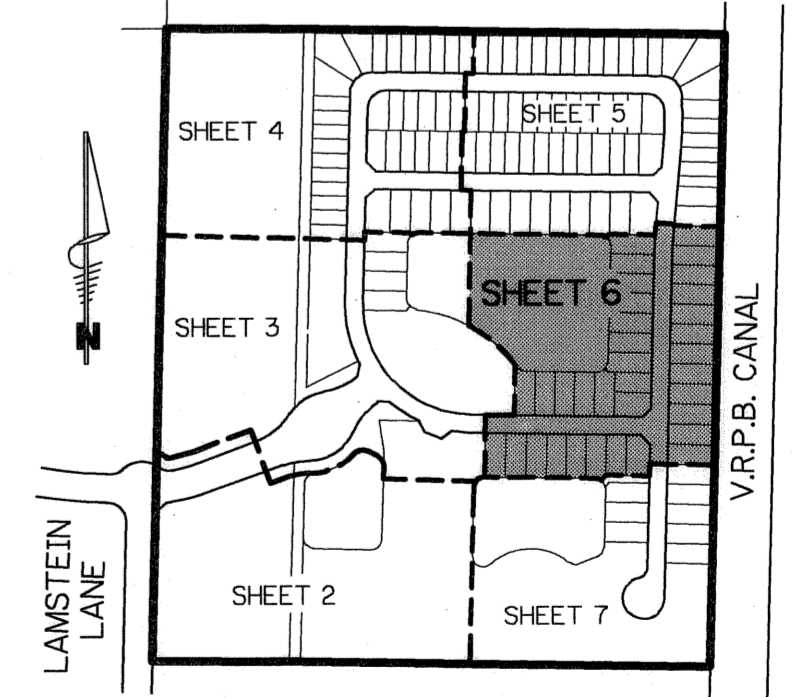 SHEET 4
SHEET 5
SHEET 6
SHEET 3
N
V.R.P.B. CANAL
LAMSTEIN
LANE
SHEET 2
SHEET 7